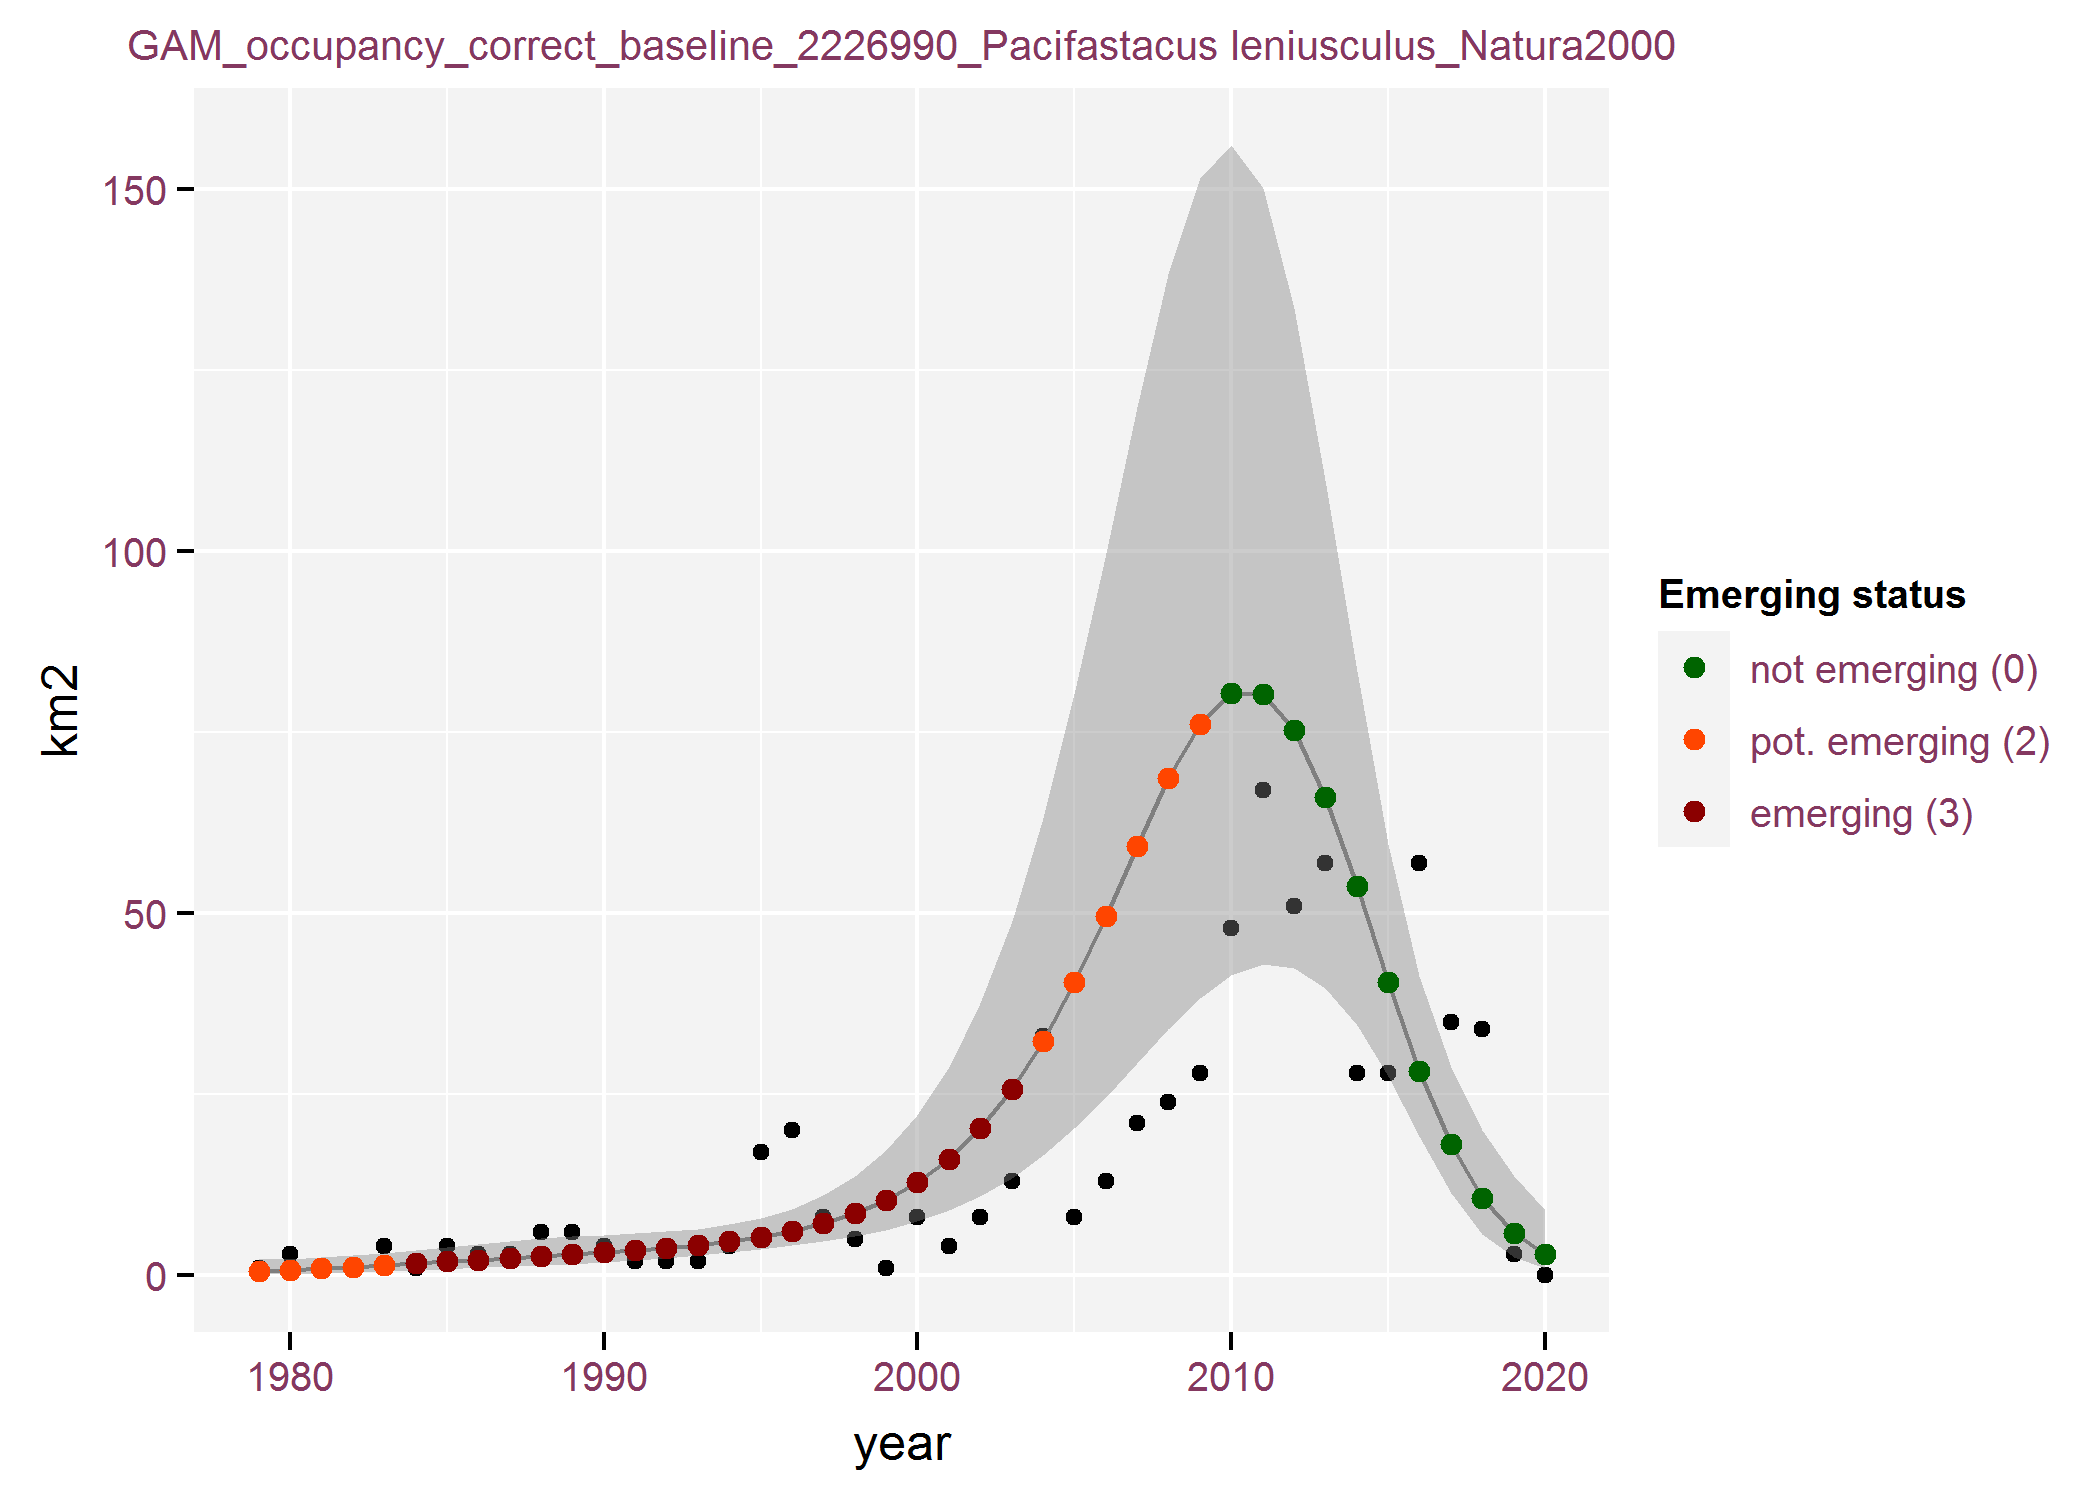 GAM_occupancy_correct_baseline_2226990_Pacifastacus leniusculus_Natura2000
150
100
50
0
km2
1980 1990 2000 2010 2020
year
Emerging status
not emerging (0)
pot. emerging (2)
emerging (3)